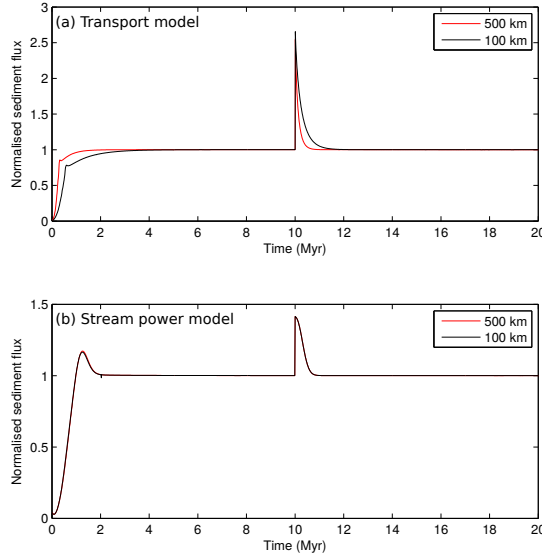 (a) Transport model
500 km
100 km
Normalised sediment flux
3
2.5
2
1.5
1
0.5
0
0 2 4 6 8 10 12 14 16 18 20
Time (Myr)
(b) Stream power model
500 km
100 km
Normalised sediment flux
1.5
1
0.5
0
0 2 4 6 8 10 12 14 16 18 20
Time (Myr)